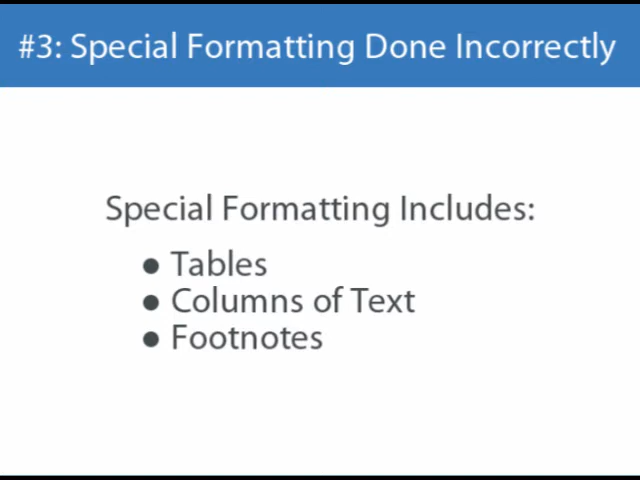 #3: Special Formatting Done Incorrectly
Special Formatting Includes:
● Tables
● Columns of Text
● Footnotes